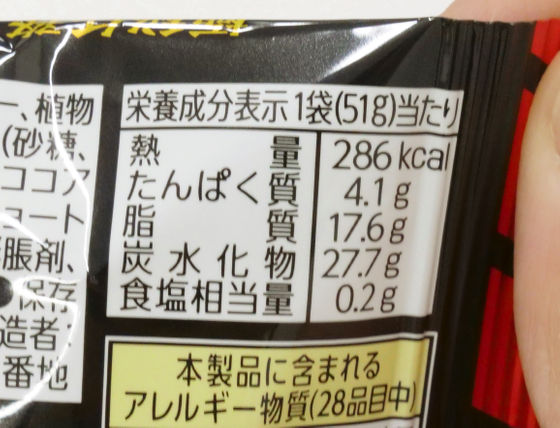 ー、植物
(砂糖、
ココア
ョート
膨脹剤、
保存
造者:
番地
栄養成分表示 1袋(51g)当たり
熱量 286kcal
たんぱく質 4.1g
脂質 17.6g
炭水化物 27.7g
食塩相当量 0.2g
本製品に含まれる
アレルギー物質(28品目中)